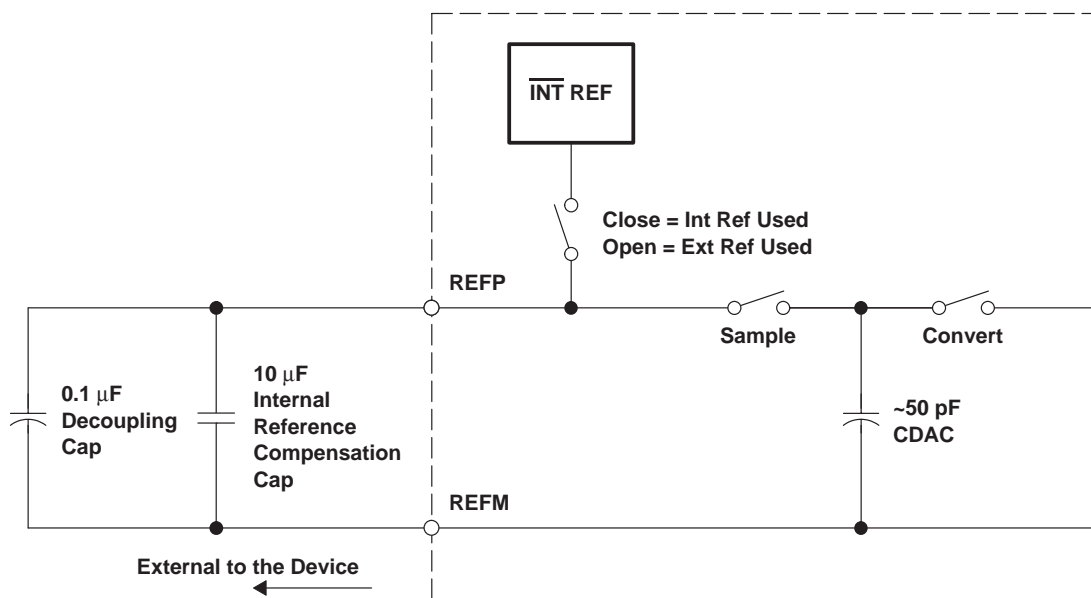 INT REF
Close = Int Ref Used
Open = Ext Ref Used
REFP
Sample
Convert
0.1 μF
Decoupling
Cap
10 μF
Internal
Reference
Compensation
Cap
~50 pF
CDAC
REFM
External to the Device